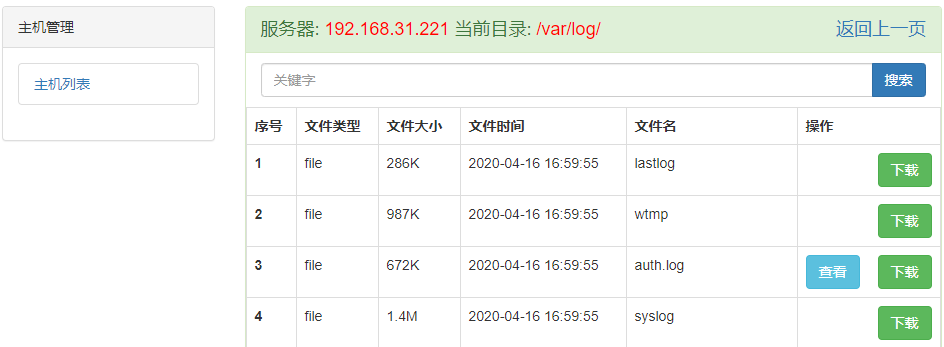 主机管理
主机列表
服务器: 192.168.31.221 当前目录: /var/log/ 返回上一页
关键字 搜索
序号 文件类型 文件大小 文件时间 文件名 操作
1 file 286K 2020-04-16 16:59:55 lastlog 下载
2 file 987K 2020-04-16 16:59:55 wtmp 下载
3 file 672K 2020-04-16 16:59:55 auth.log 查看 下载
4 file 1.4M 2020-04-16 16:59:55 syslog 下载